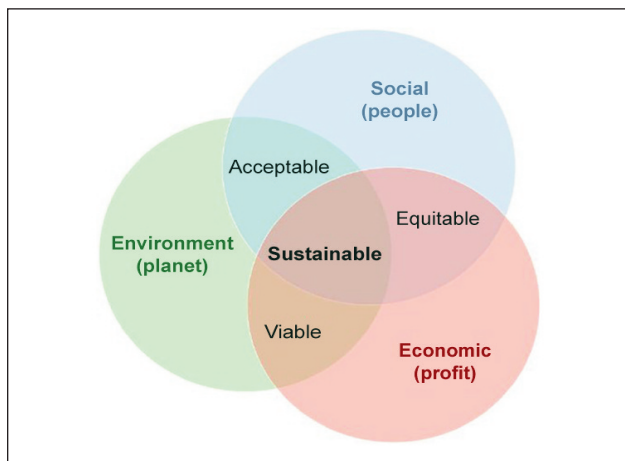 Social
(people)
Acceptable
Equitable
Environment
(planet)
Sustainable
Viable
Economic
(profit)